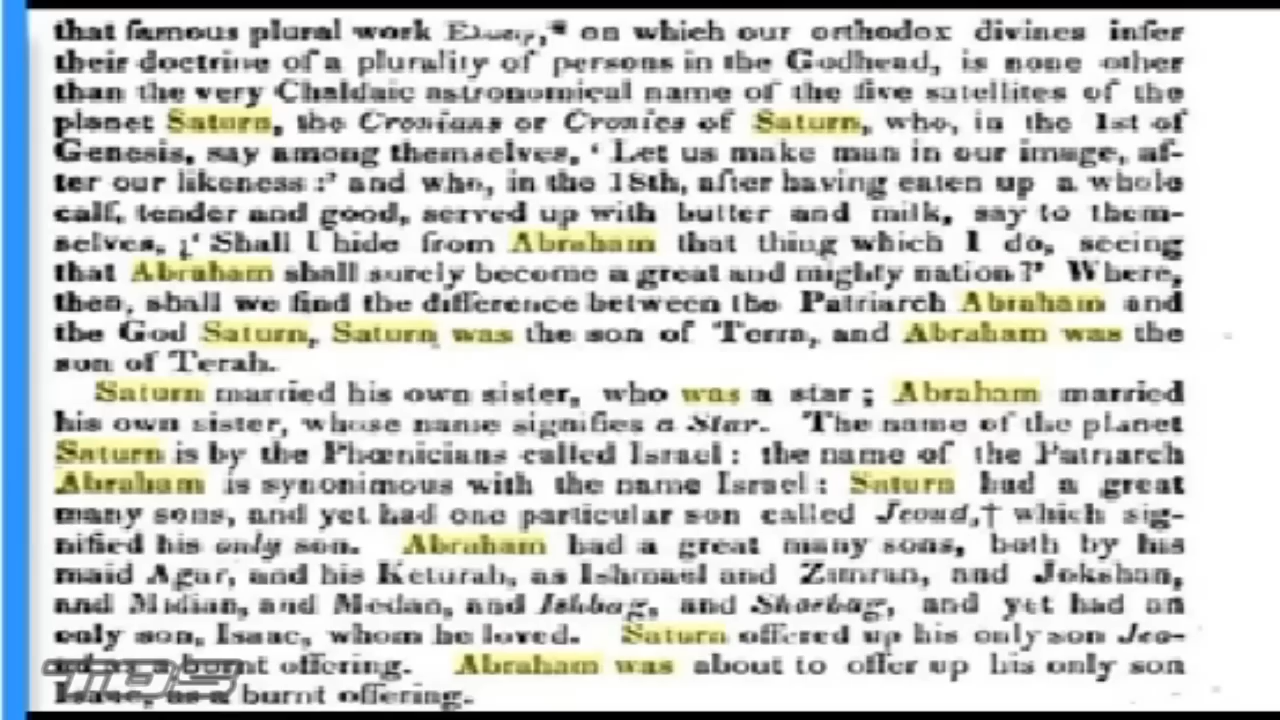 that famous plural work on which our orthodox divines infer
their doctrine of a plurality of persons in the Godhead, is none other
than the very Chaldaic astronomical name of the five satellites of the
planet Saturn, the Cronians or Cronies of Saturn, who, in the 1st of
Genesis, say among themselves, ‘ Let us make man in our image, af-
ter our likeness :’ and who, in the 18th, after having eaten up a whole
calf, tender and good, served up with butter and milk, say to them-
selves, ¡‘ Shall I hide from Abraham that thing which I do, seeing
that Abraham shall surely become a great and mighty nation?’ Where,
then, shall we find the difference between the Patriarch Abraham and
the God Saturn, Saturn was the son of Terra, and Abraham was the
son of Terah.
Saturn married his own sister, who was a star ; Abraham married
his own sister, whose name signifies a Star. The name of the planet
Saturn is by the Phœnicians called Israel : the name of the Patriarch
Abraham is synonimous with the name Israel : Saturn had a great
many sons, and yet had one particular son called Jeoud,† which sig-
nified his only son. Abraham had a great many sons, both by his
maid Agar, and his Keturah, as Ishmael and Zimran, and Jokshan,
and Midian, and Medan, and Ishbag, and Shorbag, and yet had an
only son, Isaac, whom he loved. Saturn offered up his only son Jeo-
burnt offering. Abraham was about to offer up his only son
Isaac, as a burnt offering.